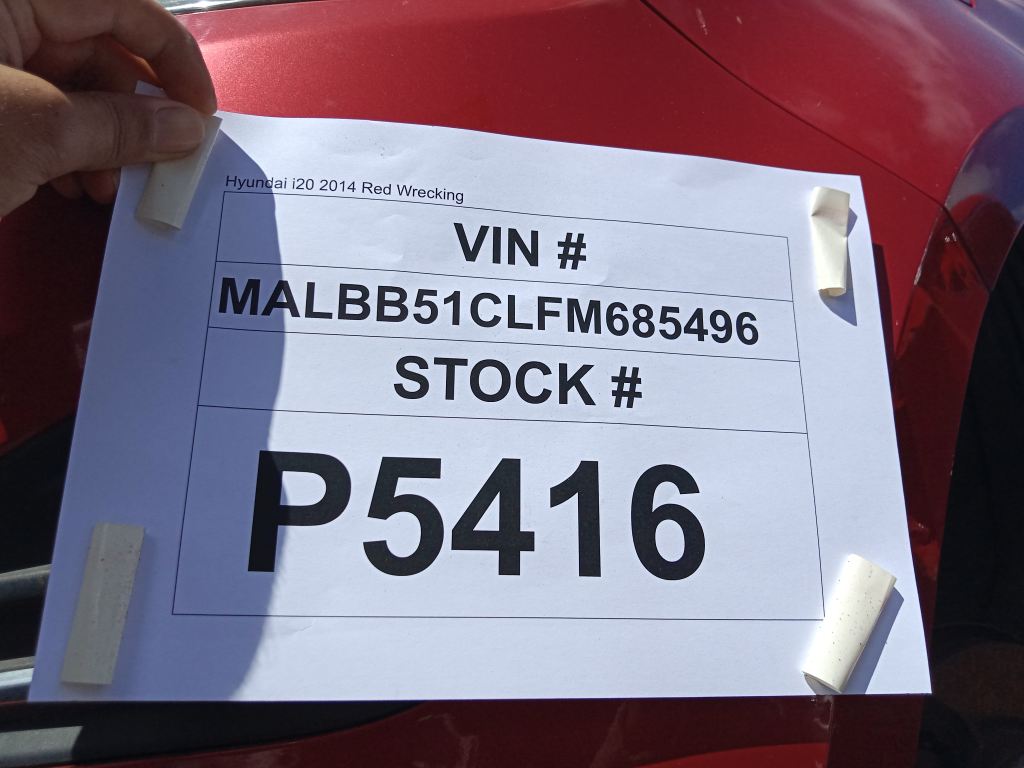 Hyundai i20 2014 Red Wrecking
VIN #
MALBB51CLFM685496
STOCK #
P5416